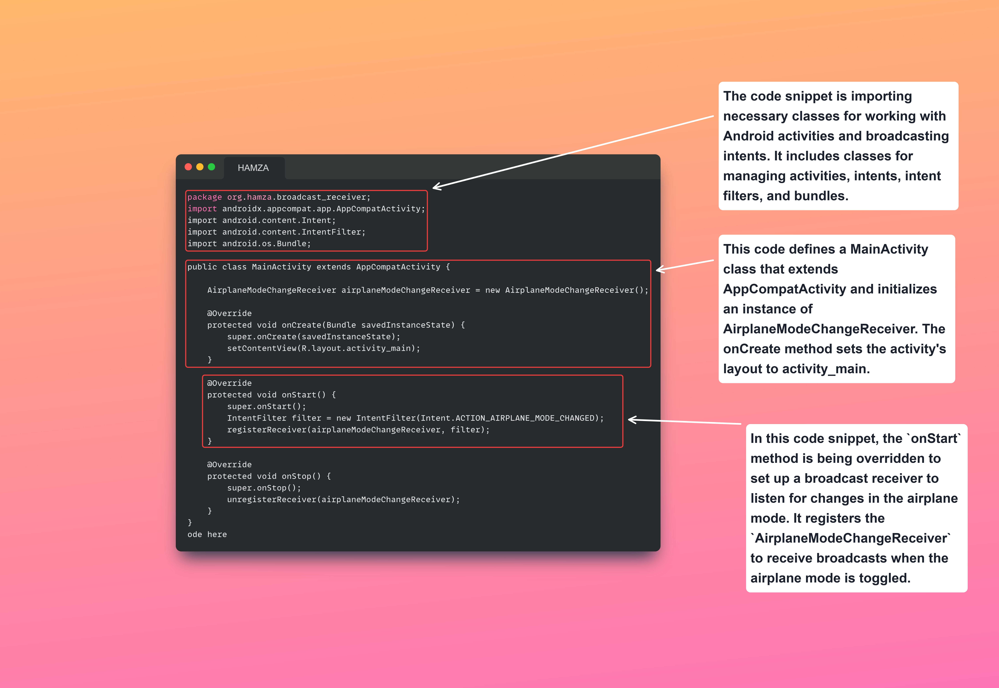 HAMZA
package org.hamza.broadcast_receiver;
import androidx.appcompat.app.AppCompatActivity;
import android.content.Intent;
import android.content.IntentFilter;
import android.os.Bundle;
public class MainActivity extends AppCompatActivity {
AirplaneModeChangeReceiver airplaneModeChangeReceiver = new AirplaneModeChangeReceiver();
@Override
protected void onCreate(Bundle savedInstanceState) {
super.onCreate(savedInstanceState);
setContentView(R.layout.activity_main);
}
@Override
protected void onStart() {
super.onStart();
IntentFilter filter = new IntentFilter(Intent.ACTION_AIRPLANE_MODE_CHANGED);
registerReceiver(airplaneModeChangeReceiver, filter);
}
@Override
protected void onStop() {
super.onStop();
unregisterReceiver(airplaneModeChangeReceiver);
}
}
ode here
The code snippet is importing
necessary classes for working with
Android activities and broadcasting
intents. It includes classes for
managing activities, intents, intent
filters, and bundles.
This code defines a MainActivity
class that extends
AppCompatActivity and initializes
an instance of
AirplaneModeChangeReceiver. The
onCreate method sets the activity's
layout to activity_main.
In this code snippet, the `onStart`
method is being overridden to
set up a broadcast receiver to
listen for changes in the airplane
mode. It registers the
`AirplaneModeChangeReceiver`
to receive broadcasts when the
airplane mode is toggled.